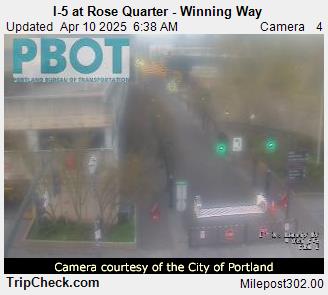 I-5 at Rose Quarter - Winning Way
Updated Apr 10 2025 6:38 AM Camera 4
PBOT
PORTLAND BUREAU OF TRANSPORTATION
Camera courtesy of the City of Portland
TripCheck.com Milepost302.00